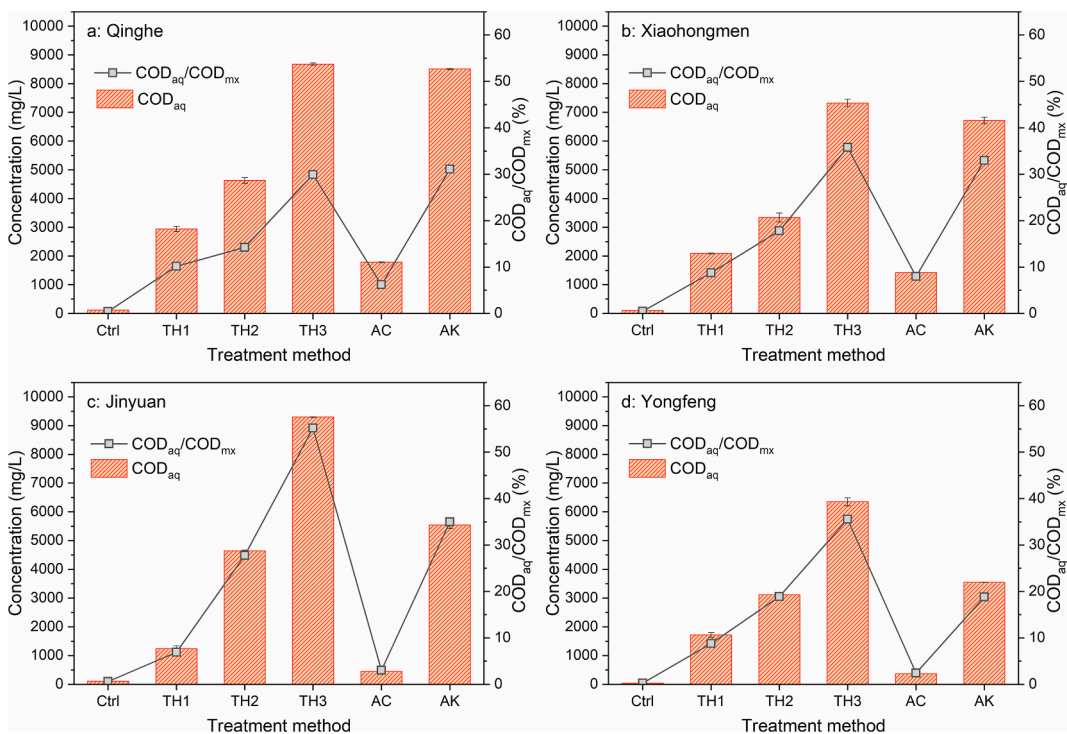 a: Qinghe
CODaq/CODmx
CODaq
Concentration (mg/L)
10000
9000
8000
7000
6000
5000
4000
3000
2000
1000
0
60
50
40
30
20
10
0
CODaq/CODmx (%)
Ctrl TH1 TH2 TH3 AC AK
Treatment method
b: Xiaohongmen
CODaq/CODmx
CODaq
Concentration (mg/L)
10000
9000
8000
7000
6000
5000
4000
3000
2000
1000
0
60
50
40
30
20
10
0
CODaq/CODmx (%)
Ctrl TH1 TH2 TH3 AC AK
Treatment method
c: Jinyuan
CODaq/CODmx
CODaq
Concentration (mg/L)
10000
9000
8000
7000
6000
5000
4000
3000
2000
1000
0
60
50
40
30
20
10
0
CODaq/CODmx (%)
Ctrl TH1 TH2 TH3 AC AK
Treatment method
d: Yongfeng
CODaq/CODmx
CODaq
Concentration (mg/L)
10000
9000
8000
7000
6000
5000
4000
3000
2000
1000
0
60
50
40
30
20
10
0
CODaq/CODmx (%)
Ctrl TH1 TH2 TH3 AC AK
Treatment method